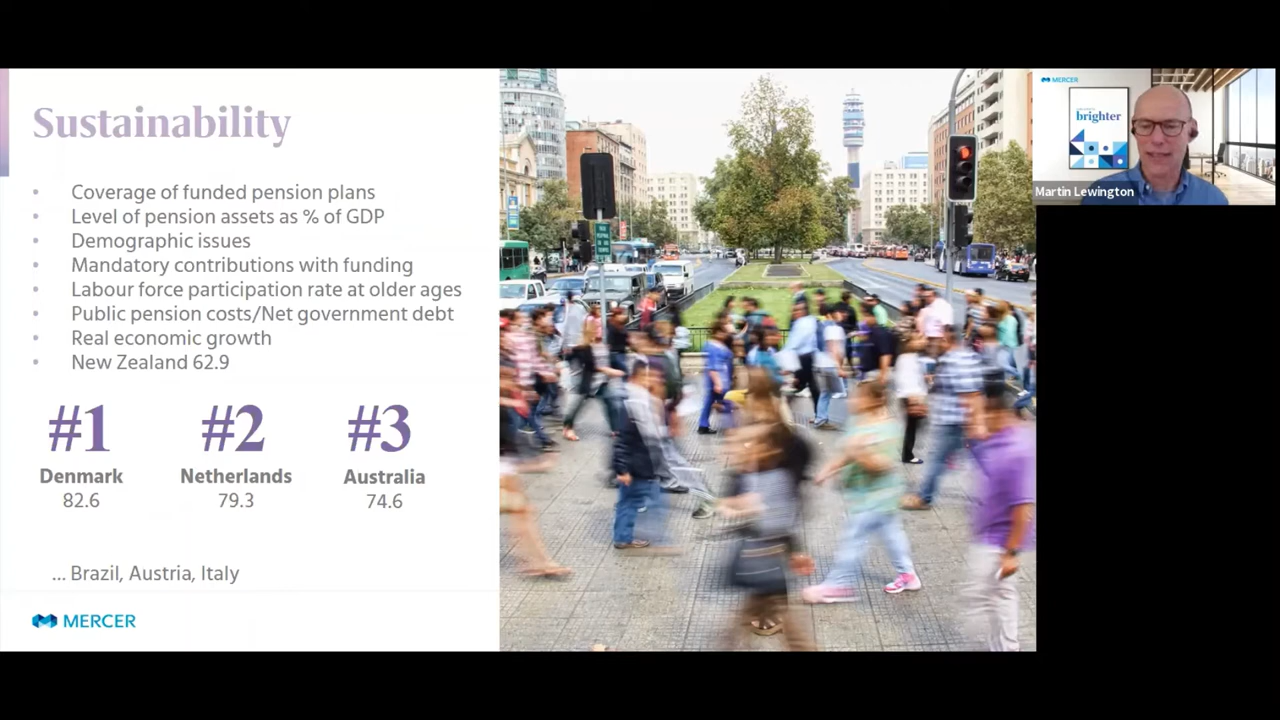 Sustainability
• Coverage of funded pension plans
• Level of pension assets as % of GDP
• Demographic issues
• Mandatory contributions with funding
• Labour force participation rate at older ages
• Public pension costs/Net government debt
• Real economic growth
• New Zealand 62.9
#1 #2 #3
Denmark Netherlands Australia
82.6 79.3 74.6
... Brazil, Austria, Italy
MERCER
MERCER
brighter
Martin Lewington